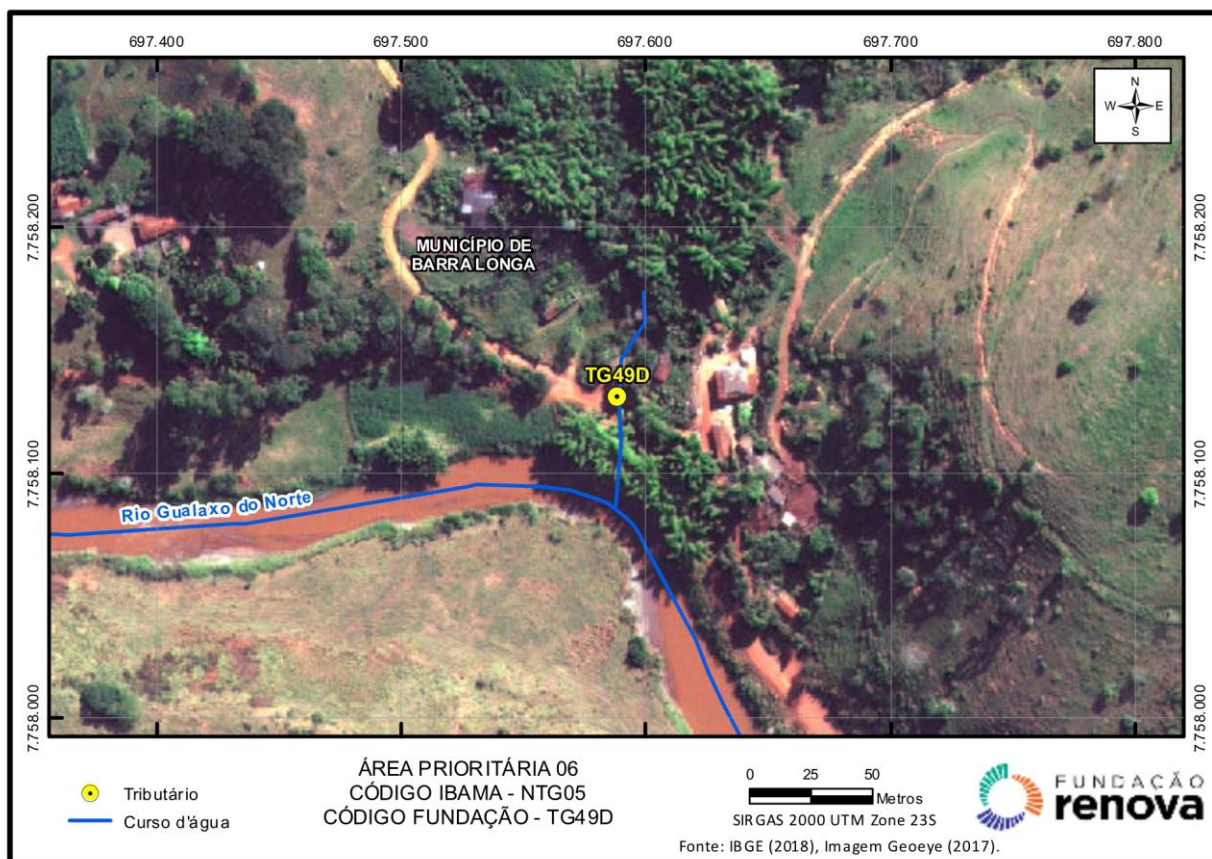 697.400 697.500 697.600 697.700 697.800
N
W E
S
7.758.200 7.758.200
MUNICÍPIO DE
BARRA LONGA
TG49D
7.758.100 7.758.100
Rio Gualaxo do Norte
7.758.000 7.758.000
ÁREA PRIORITÁRIA 06
CÓDIGO IBAMA - NTG05
CÓDIGO FUNDAÇÃO - TG49D
Tributário
Curso d'água
0 25 50
Metros
SIRGAS 2000 UTM Zone 23S
Fonte: IBGE (2018), Imagem Geoeye (2017).
FUNDAÇÃO
renova